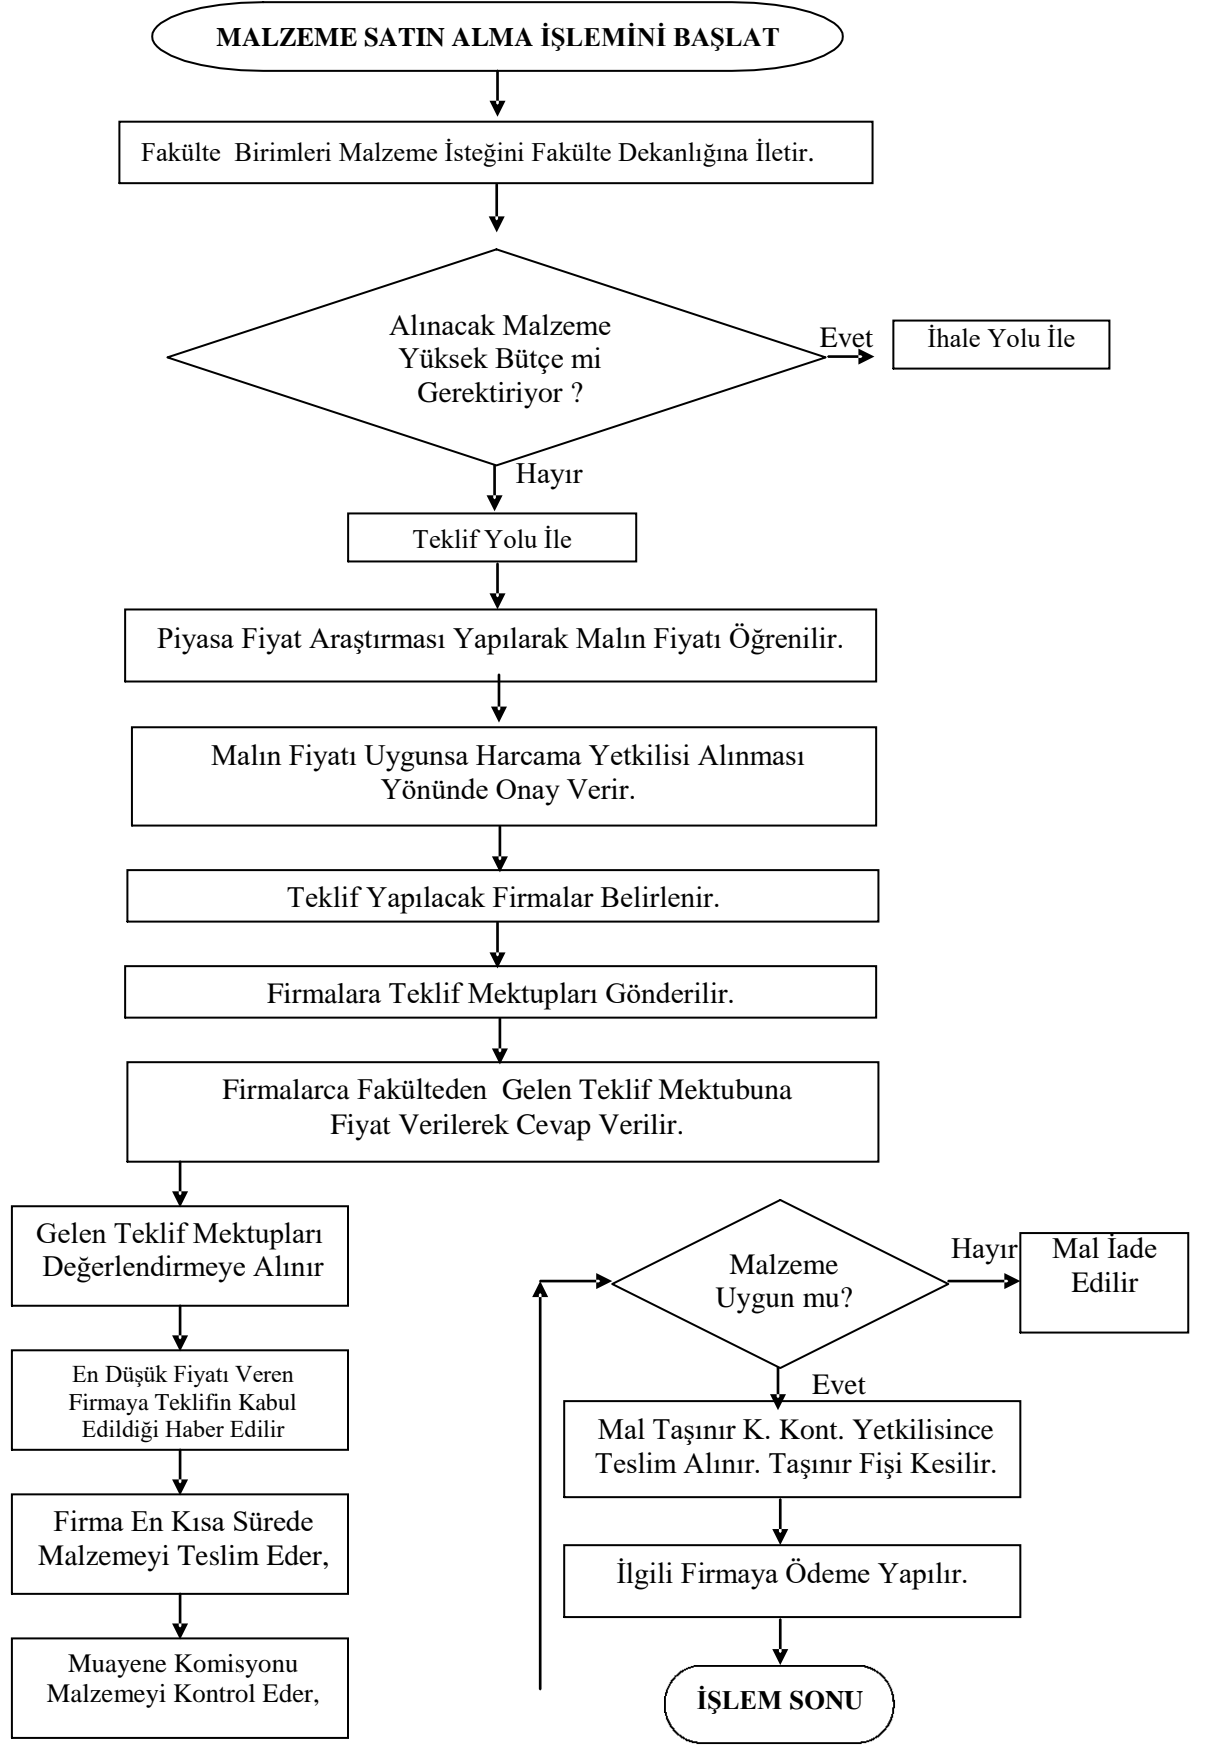 MALZEME SATIN ALMA İŞLEMİNİ BAŞLAT
Fakülte Birimleri Malzeme İsteğini Fakülte Dekanlığına İletir.
Alınacak Malzeme
Yüksek Bütçe mi
Gerektiriyor ?
Evet
İhale Yolu İle
Hayır
Teklif Yolu İle
Piyasa Fiyat Araştırması Yapılarak Malın Fiyatı Öğrenilir.
Malın Fiyatı Uygunsa Harcama Yetkilisi Alınması
Yönünde Onay Verir.
Teklif Yapılacak Firmalar Belirlenir.
Firmalara Teklif Mektupları Gönderilir.
Firmalarca Fakülteden Gelen Teklif Mektubuna
Fiyat Verilerek Cevap Verilir.
Gelen Teklif Mektupları
Değerlendirmeye Alınır
En Düşük Fiyatı Veren
Firmaya Teklifin Kabul
Edildiği Haber Edilir
Firma En Kısa Sürede
Malzemeyi Teslim Eder,
Muayene Komisyonu
Malzemeyi Kontrol Eder,
Malzeme
Uygun mu?
Hayır
Mal İade
Edilir
Evet
Mal Taşınır K. Kont. Yetkilisince
Teslim Alınır. Taşınır Fişi Kesilir.
İlgili Firmaya Ödeme Yapılır.
İŞLEM SONU